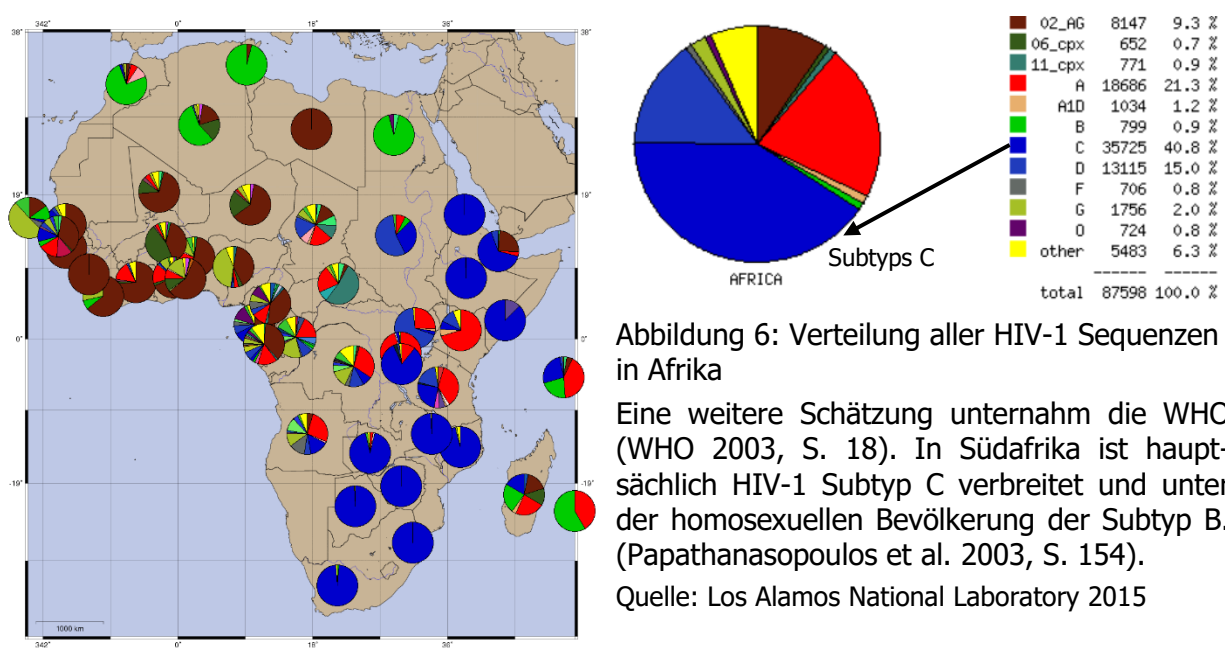 342° 0° 18° 36°
38° 38°
19° 19°
0° 0°
-19° -19°
1000 km
342° 0° 18° 36°
02_AG 8147 9.3 %
06_cpx 652 0.7 %
11_cpx 771 0.9 %
A 18686 21.3 %
A1D 1034 1.2 %
B 799 0.9 %
C 35725 40.8 %
D 13115 15.0 %
F 706 0.8 %
G 1756 2.0 %
O 724 0.8 %
other 5483 6.3 %
------ ------
total 87598 100.0 %
Subtyps C
AFRICA
Abbildung 6: Verteilung aller HIV-1 Sequenzen
in Afrika
Eine weitere Schätzung unternahm die WHO
(WHO 2003, S. 18). In Südafrika ist haupt-
sächlich HIV-1 Subtyp C verbreitet und unter
der homosexuellen Bevölkerung der Subtyp B.
(Papathanasopoulos et al. 2003, S. 154).
Quelle: Los Alamos National Laboratory 2015